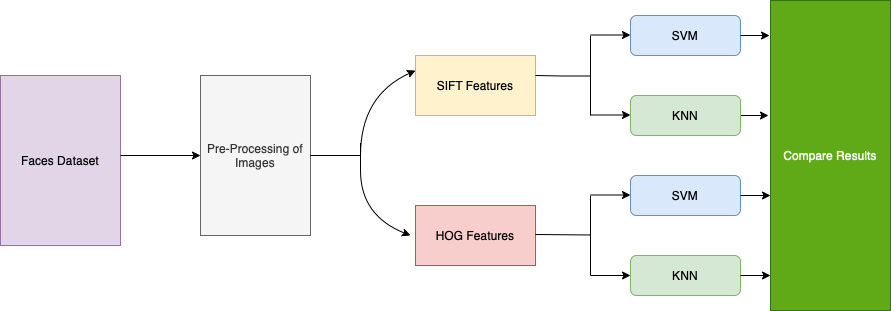 Faces Dataset
Pre-Processing of
Images
SIFT Features
HOG Features
SVM
KNN
SVM
KNN
Compare Results